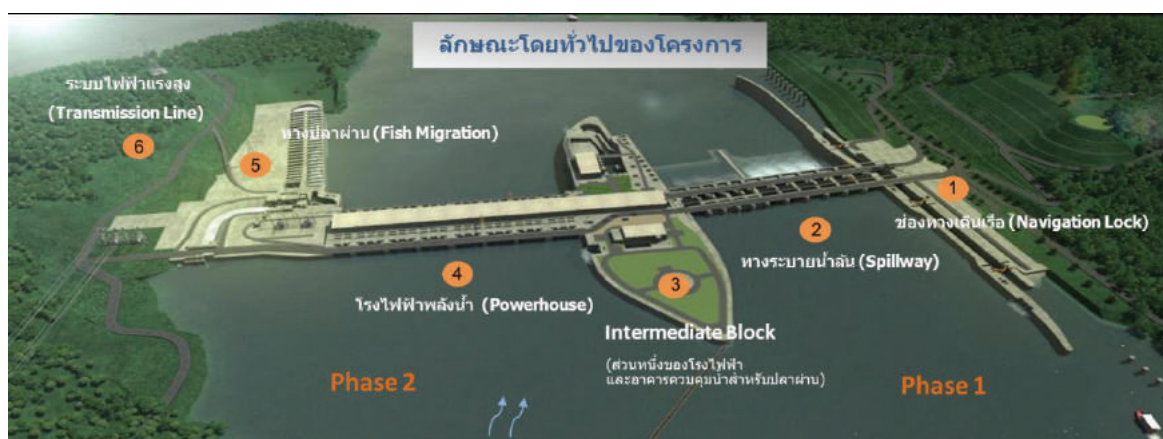 ลักษณะโดยทั่วไปของโครงการ
ระบบไฟฟ้าแรงสูง
(Transmission Line)
6
5
ทางปลาผ่าน (Fish Migration)
1
ช่องทางเดินเรือ (Navigation Lock)
2
ทางระบายน้ำล้น (Spillway)
4
โรงไฟฟ้าพลังน้ำ (Powerhouse)
3
Intermediate Block
(ส่วนหนึ่งของโรงไฟฟ้า
และอาคารควบคุมน้ำสำหรับปลาผ่าน)
Phase 2
Phase 1